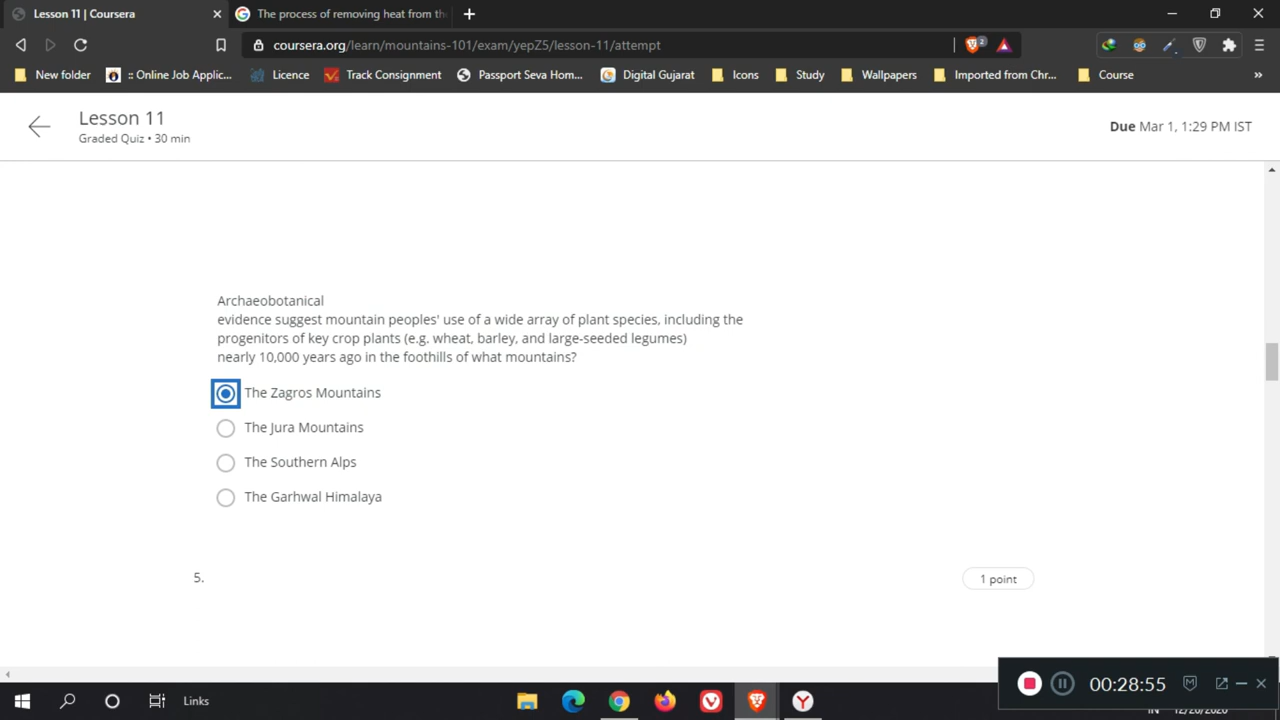 Lesson 11 | Coursera
The process of removing heat from th
coursera.org/learn/mountains-101/exam/yepZ5/lesson-11/attempt
2
New folder
:: Online Job Applic...
Licence
Track Consignment
Passport Seva Hom...
Digital Gujarat
Icons
Study
Wallpapers
Imported from Chr...
Course
»
Lesson 11
Graded Quiz • 30 min
Due Mar 1, 1:29 PM IST
Archaeobotanical
evidence suggest mountain peoples' use of a wide array of plant species, including the
progenitors of key crop plants (e.g. wheat, barley, and large-seeded legumes)
nearly 10,000 years ago in the foothills of what mountains?
The Zagros Mountains
The Jura Mountains
The Southern Alps
The Garhwal Himalaya
5.
1 point
00:28:55
Links